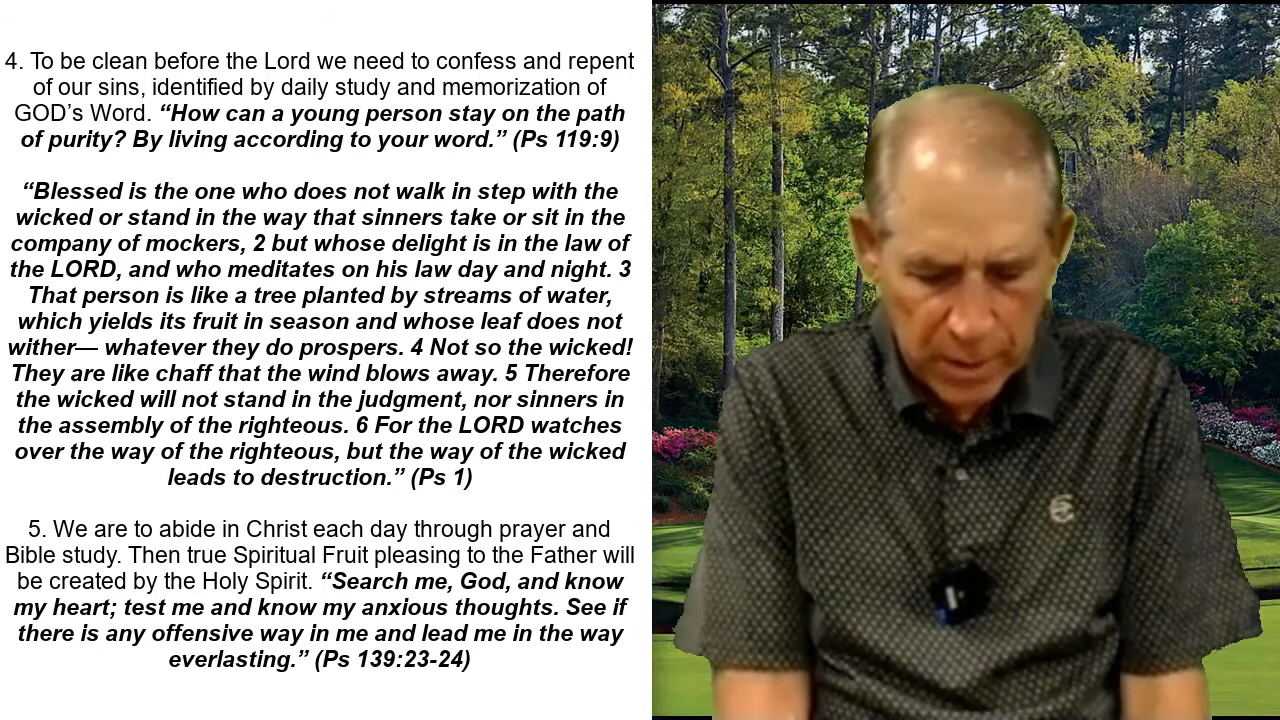 4. To be clean before the Lord we need to confess and repent
of our sins, identified by daily study and memorization of
GOD’s Word. “How can a young person stay on the path
of purity? By living according to your word.” (Ps 119:9)
“Blessed is the one who does not walk in step with the
wicked or stand in the way that sinners take or sit in the
company of mockers, 2 but whose delight is in the law of
the LORD, and who meditates on his law day and night. 3
That person is like a tree planted by streams of water,
which yields its fruit in season and whose leaf does not
wither— whatever they do prospers. 4 Not so the wicked!
They are like chaff that the wind blows away. 5 Therefore
the wicked will not stand in the judgment, nor sinners in
the assembly of the righteous. 6 For the LORD watches
over the way of the righteous, but the way of the wicked
leads to destruction.” (Ps 1)
5. We are to abide in Christ each day through prayer and
Bible study. Then true Spiritual Fruit pleasing to the Father will
be created by the Holy Spirit. “Search me, God, and know
my heart; test me and know my anxious thoughts. See if
there is any offensive way in me and lead me in the way
everlasting.” (Ps 139:23-24)